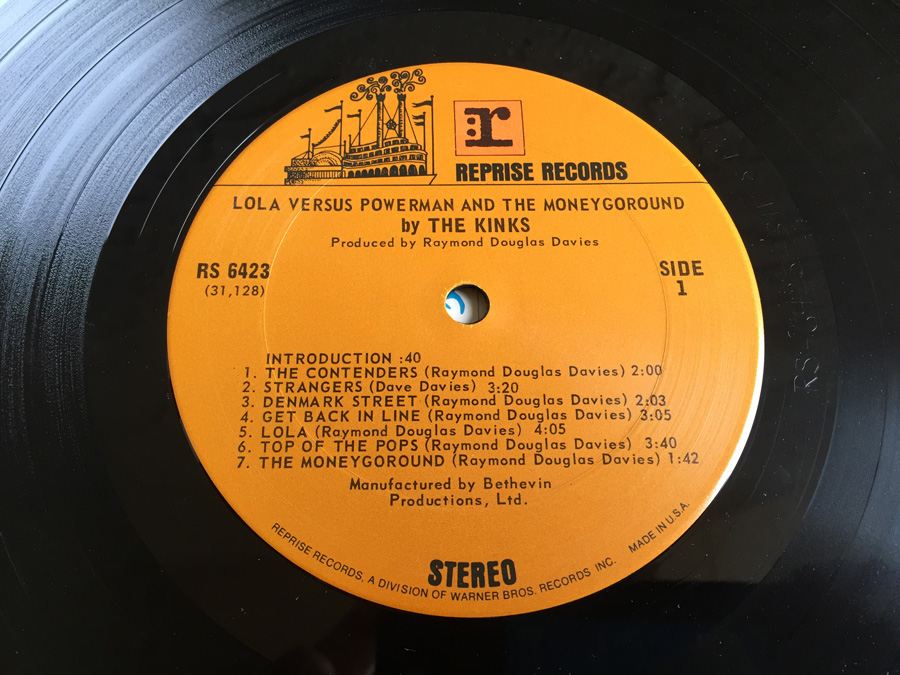 r
REPRISE RECORDS
LOLA VERSUS POWERMAN AND THE MONEYGOROUND
by THE KINKS
Produced by Raymond Douglas Davies
RS 6423
(31,128)
SIDE
1
INTRODUCTION :40
1. THE CONTENDERS (Raymond Douglas Davies) 2:00
2. STRANGERS (Dave Davies) 3:20
3. DENMARK STREET (Raymond Douglas Davies) 2:03
4. GET BACK IN LINE (Raymond Douglas Davies) 3:05
5. LOLA (Raymond Douglas Davies) 4:05
6. TOP OF THE POPS (Raymond Douglas Davies) 3:40
7. THE MONEYGOROUND (Raymond Douglas Davies) 1:42
Manufactured by Bethevin
Productions, Ltd.
STEREO
REPRISE RECORDS, A DIVISION OF WARNER BROS. RECORDS INC. MADE IN U.S.A.